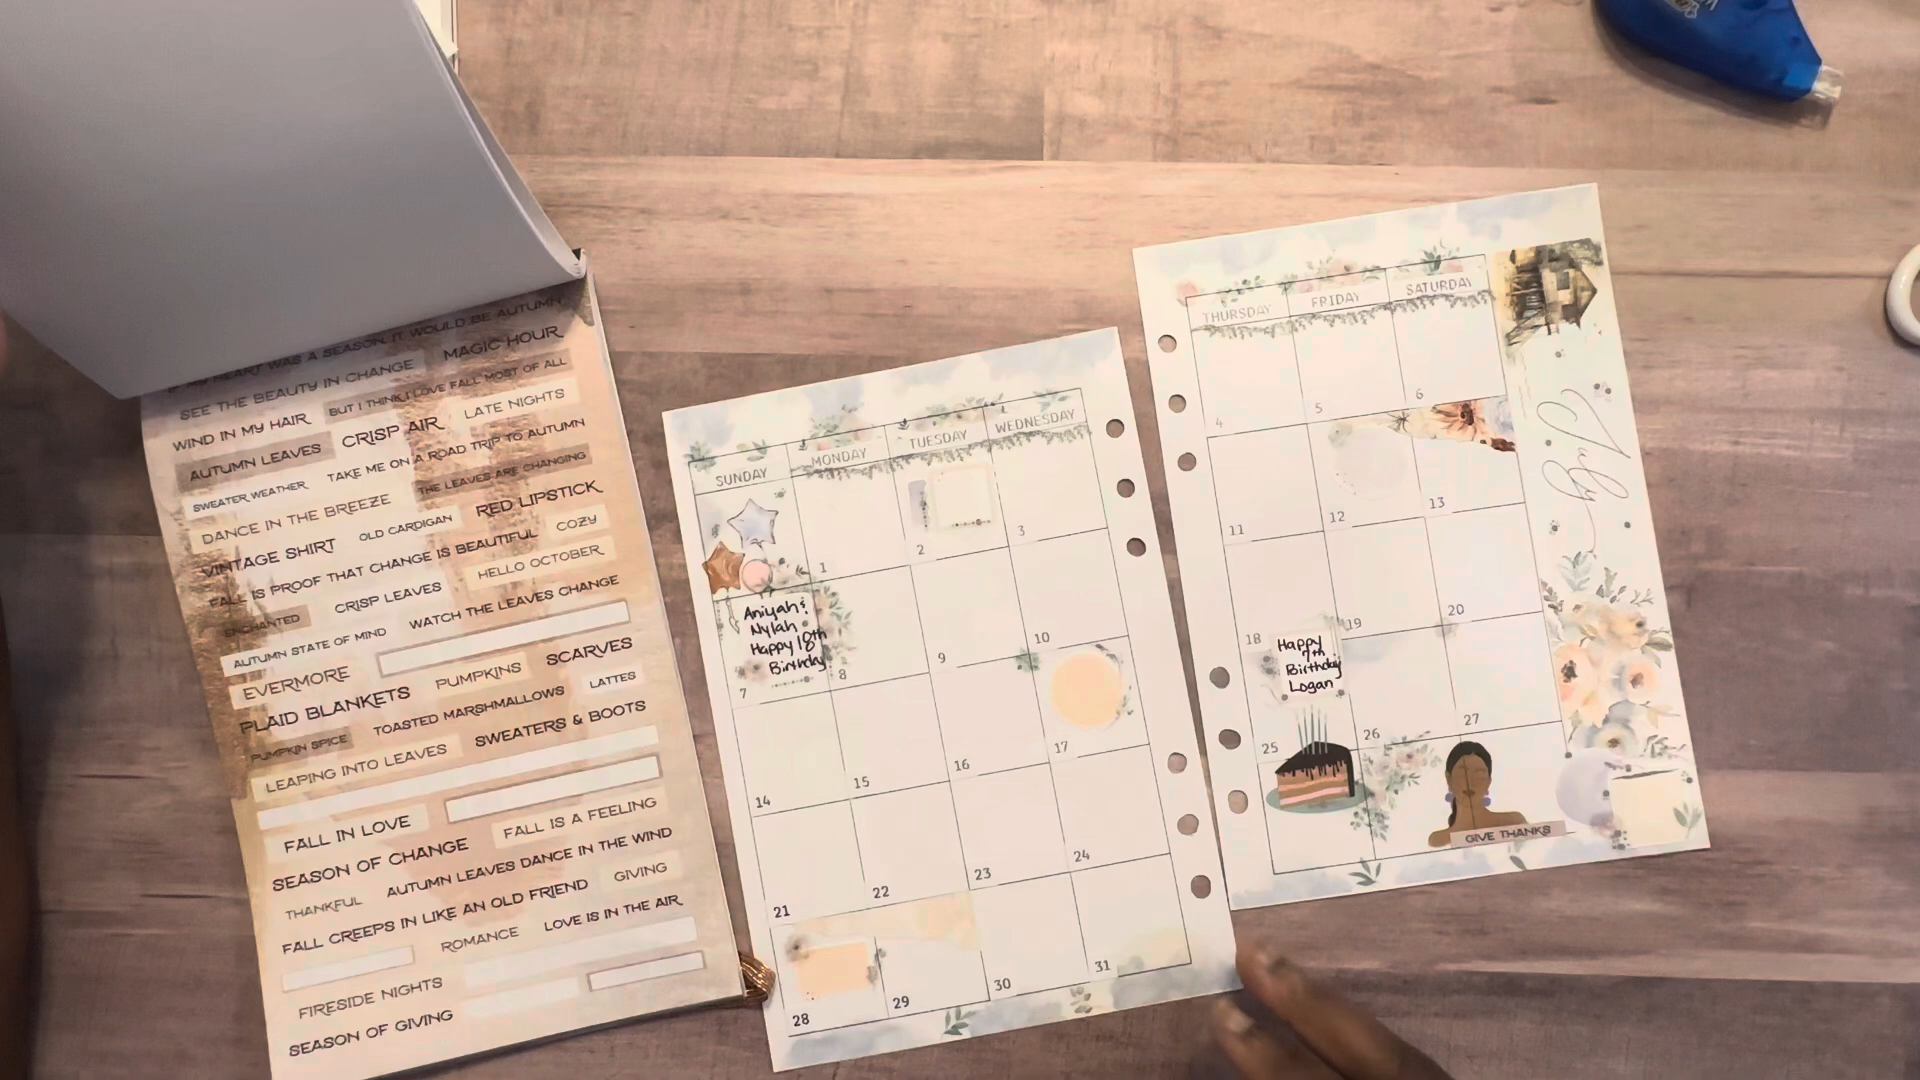 IF MY HEART WAS A SEASON, IT WOULD BE AUTUMN
SEE THE BEAUTY IN CHANGE
MAGIC HOUR
WIND IN MY HAIR
BUT I THINK I LOVE FALL MOST OF ALL
AUTUMN LEAVES
CRISP AIR
LATE NIGHTS
SWEATER WEATHER
TAKE ME ON A ROAD TRIP TO AUTUMN
DANCE IN THE BREEZE
THE LEAVES ARE CHANGING
VINTAGE SHIRT
OLD CARDIGAN
RED LIPSTICK
FALL IS PROOF THAT CHANGE IS BEAUTIFUL
COZY
ENCHANTED
CRISP LEAVES
HELLO OCTOBER
AUTUMN STATE OF MIND
WATCH THE LEAVES CHANGE
EVERMORE
PLAID BLANKETS
PUMPKINS
SCARVES
PUMPKIN SPICE
TOASTED MARSHMALLOWS
LATTES
LEAPING INTO LEAVES
SWEATERS & BOOTS
FALL IN LOVE
FALL IS A FEELING
SEASON OF CHANGE
THANKFUL
AUTUMN LEAVES DANCE IN THE WIND
FALL CREEPS IN LIKE AN OLD FRIEND
GIVING
ROMANCE
LOVE IS IN THE AIR
FIRESIDE NIGHTS
SEASON OF GIVING
SUNDAY
MONDAY
TUESDAY
WEDNESDAY
1
2
3
Aniyah &
Nylah
Happy 18th
Birthday
7
8
9
10
14
15
16
17
21
22
23
24
28
29
30
31
THURSDAY
FRIDAY
SATURDAY
4
5
6
11
12
13
18
19
20
Happy
7th
Birthday
Logan
25
26
27
GIVE THANKS
July